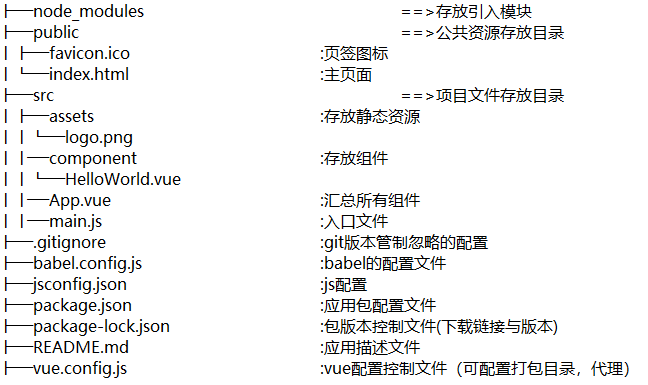 ├──node_modules ==>存放引入模块
├──public ==>公共资源存放目录
| ├──favicon.ico :页签图标
| └──index.html :主页面
├──src ==>项目文件存放目录
| ├──assets :存放静态资源
| | └──logo.png
| |──component :存放组件
| | └──HelloWorld.vue
| |──App.vue :汇总所有组件
| |──main.js :入口文件
├──.gitignore :git版本管制忽略的配置
├──babel.config.js :babel的配置文件
├──jsconfig.json :js配置
├──package.json :应用包配置文件
├──package-lock.json :包版本控制文件(下载链接与版本)
├──README.md :应用描述文件
├──vue.config.js :vue配置控制文件（可配置打包目录，代理）